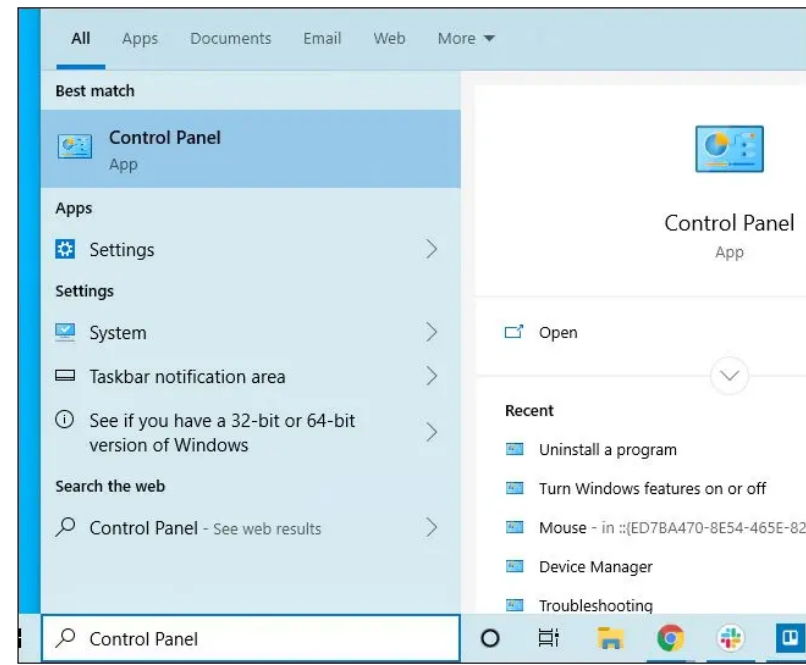 All Apps Documents Email Web More
Best match
Control Panel
App
Apps
Settings
Settings
System
Taskbar notification area
See if you have a 32-bit or 64-bit
version of Windows
Search the web
Control Panel - See web results
Control Panel
App
Open
Recent
Uninstall a program
Turn Windows features on or off
Mouse - in ::{ED7BA470-8E54-465E-82
Device Manager
Troubleshooting
Control Panel